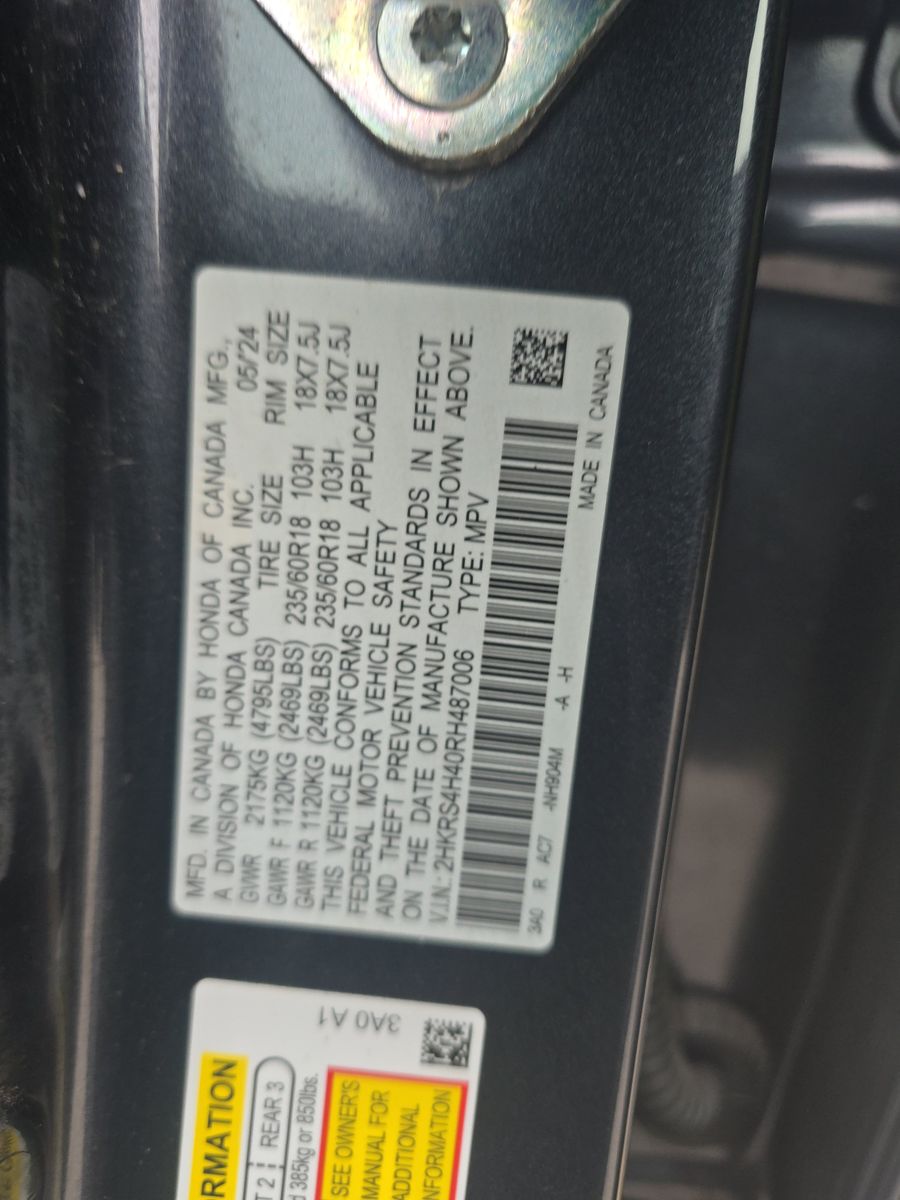 MFD. IN CANADA BY HONDA OF CANADA MFG.,
A DIVISION OF HONDA CANADA INC. 05/24
GVWR 2175KG (4795LBS) TIRE SIZE RIM SIZE
GAWR F 1120KG (2469LBS) 235/60R18 103H 18X7.5J
GAWR R 1120KG (2469LBS) 235/60R18 103H 18X7.5J
THIS VEHICLE CONFORMS TO ALL APPLICABLE
FEDERAL MOTOR VEHICLE SAFETY
AND THEFT PREVENTION STANDARDS IN EFFECT
ON THE DATE OF MANUFACTURE SHOWN ABOVE.
V.I.N.: 2HKRS4H40RH487006 TYPE: MPV
3A0 R AC7 -NH904M -A -H
MADE IN CANADA
3A0 A1
RMATION
T 2 REAR 3
d 385kg or 850lbs.
SEE OWNER'S
MANUAL FOR
ADDITIONAL
INFORMATION